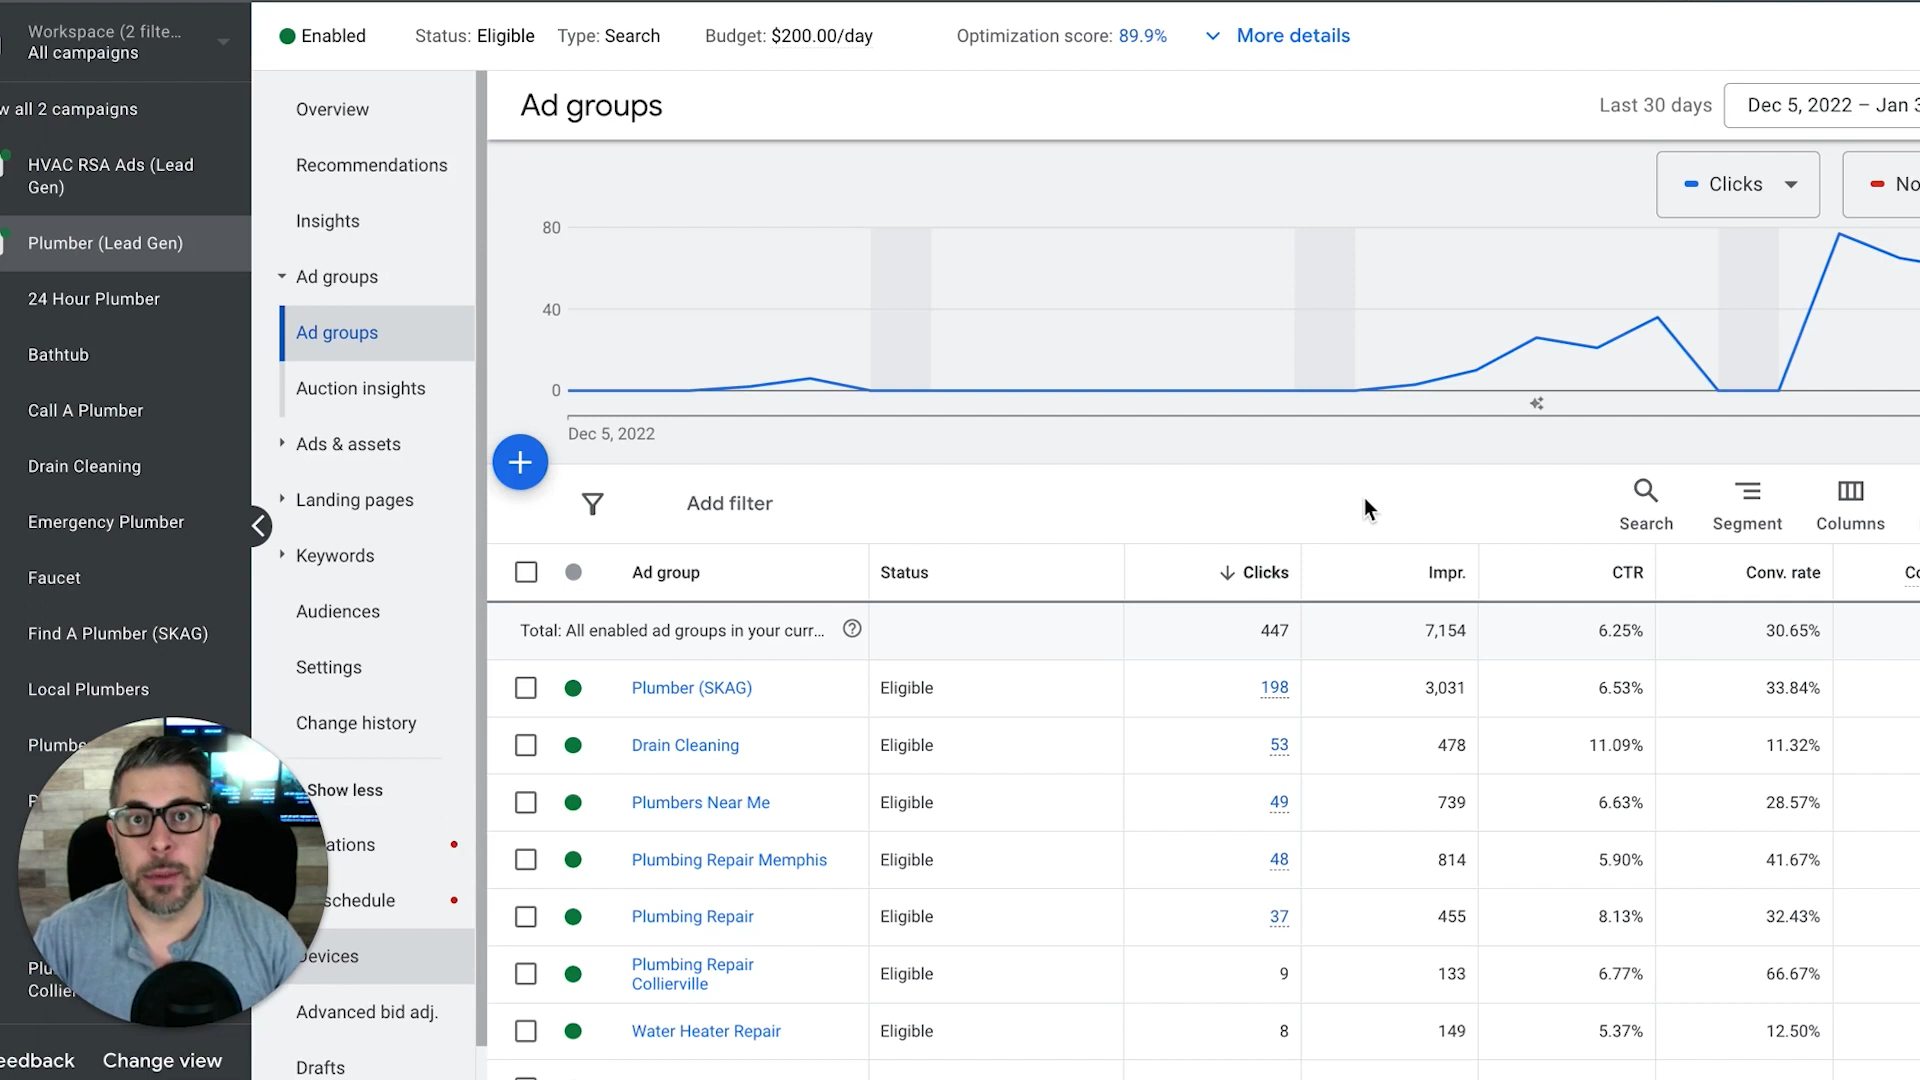 Workspace (2 filte...
All campaigns
w all 2 campaigns
HVAC RSA Ads (Lead
Gen)
Plumber (Lead Gen)
24 Hour Plumber
Bathtub
Call A Plumber
Drain Cleaning
Emergency Plumber
Faucet
Find A Plumber (SKAG)
Local Plumbers
Plumbe
P
Plu
Collier
eedback
Change view
Enabled
Status: Eligible
Type: Search
Budget: $200.00/day
Optimization score: 89.9%
More details
Overview
Recommendations
Insights
Ad groups
Ad groups
Auction insights
Ads & assets
Landing pages
Keywords
Audiences
Settings
Change history
Show less
ations
schedule
evices
Advanced bid adj.
Drafts
Ad groups
Last 30 days
Dec 5, 2022 – Jan 3
Clicks
No
80
40
0
Dec 5, 2022
Add filter
Search
Segment
Columns
Ad group Status Clicks Impr. CTR Conv. rate Co
Total: All enabled ad groups in your curr... 447 7,154 6.25% 30.65%
Plumber (SKAG) Eligible 198 3,031 6.53% 33.84%
Drain Cleaning Eligible 53 478 11.09% 11.32%
Plumbers Near Me Eligible 49 739 6.63% 28.57%
Plumbing Repair Memphis Eligible 48 814 5.90% 41.67%
Plumbing Repair Eligible 37 455 8.13% 32.43%
Plumbing Repair
Collierville Eligible 9 133 6.77% 66.67%
Water Heater Repair Eligible 8 149 5.37% 12.50%